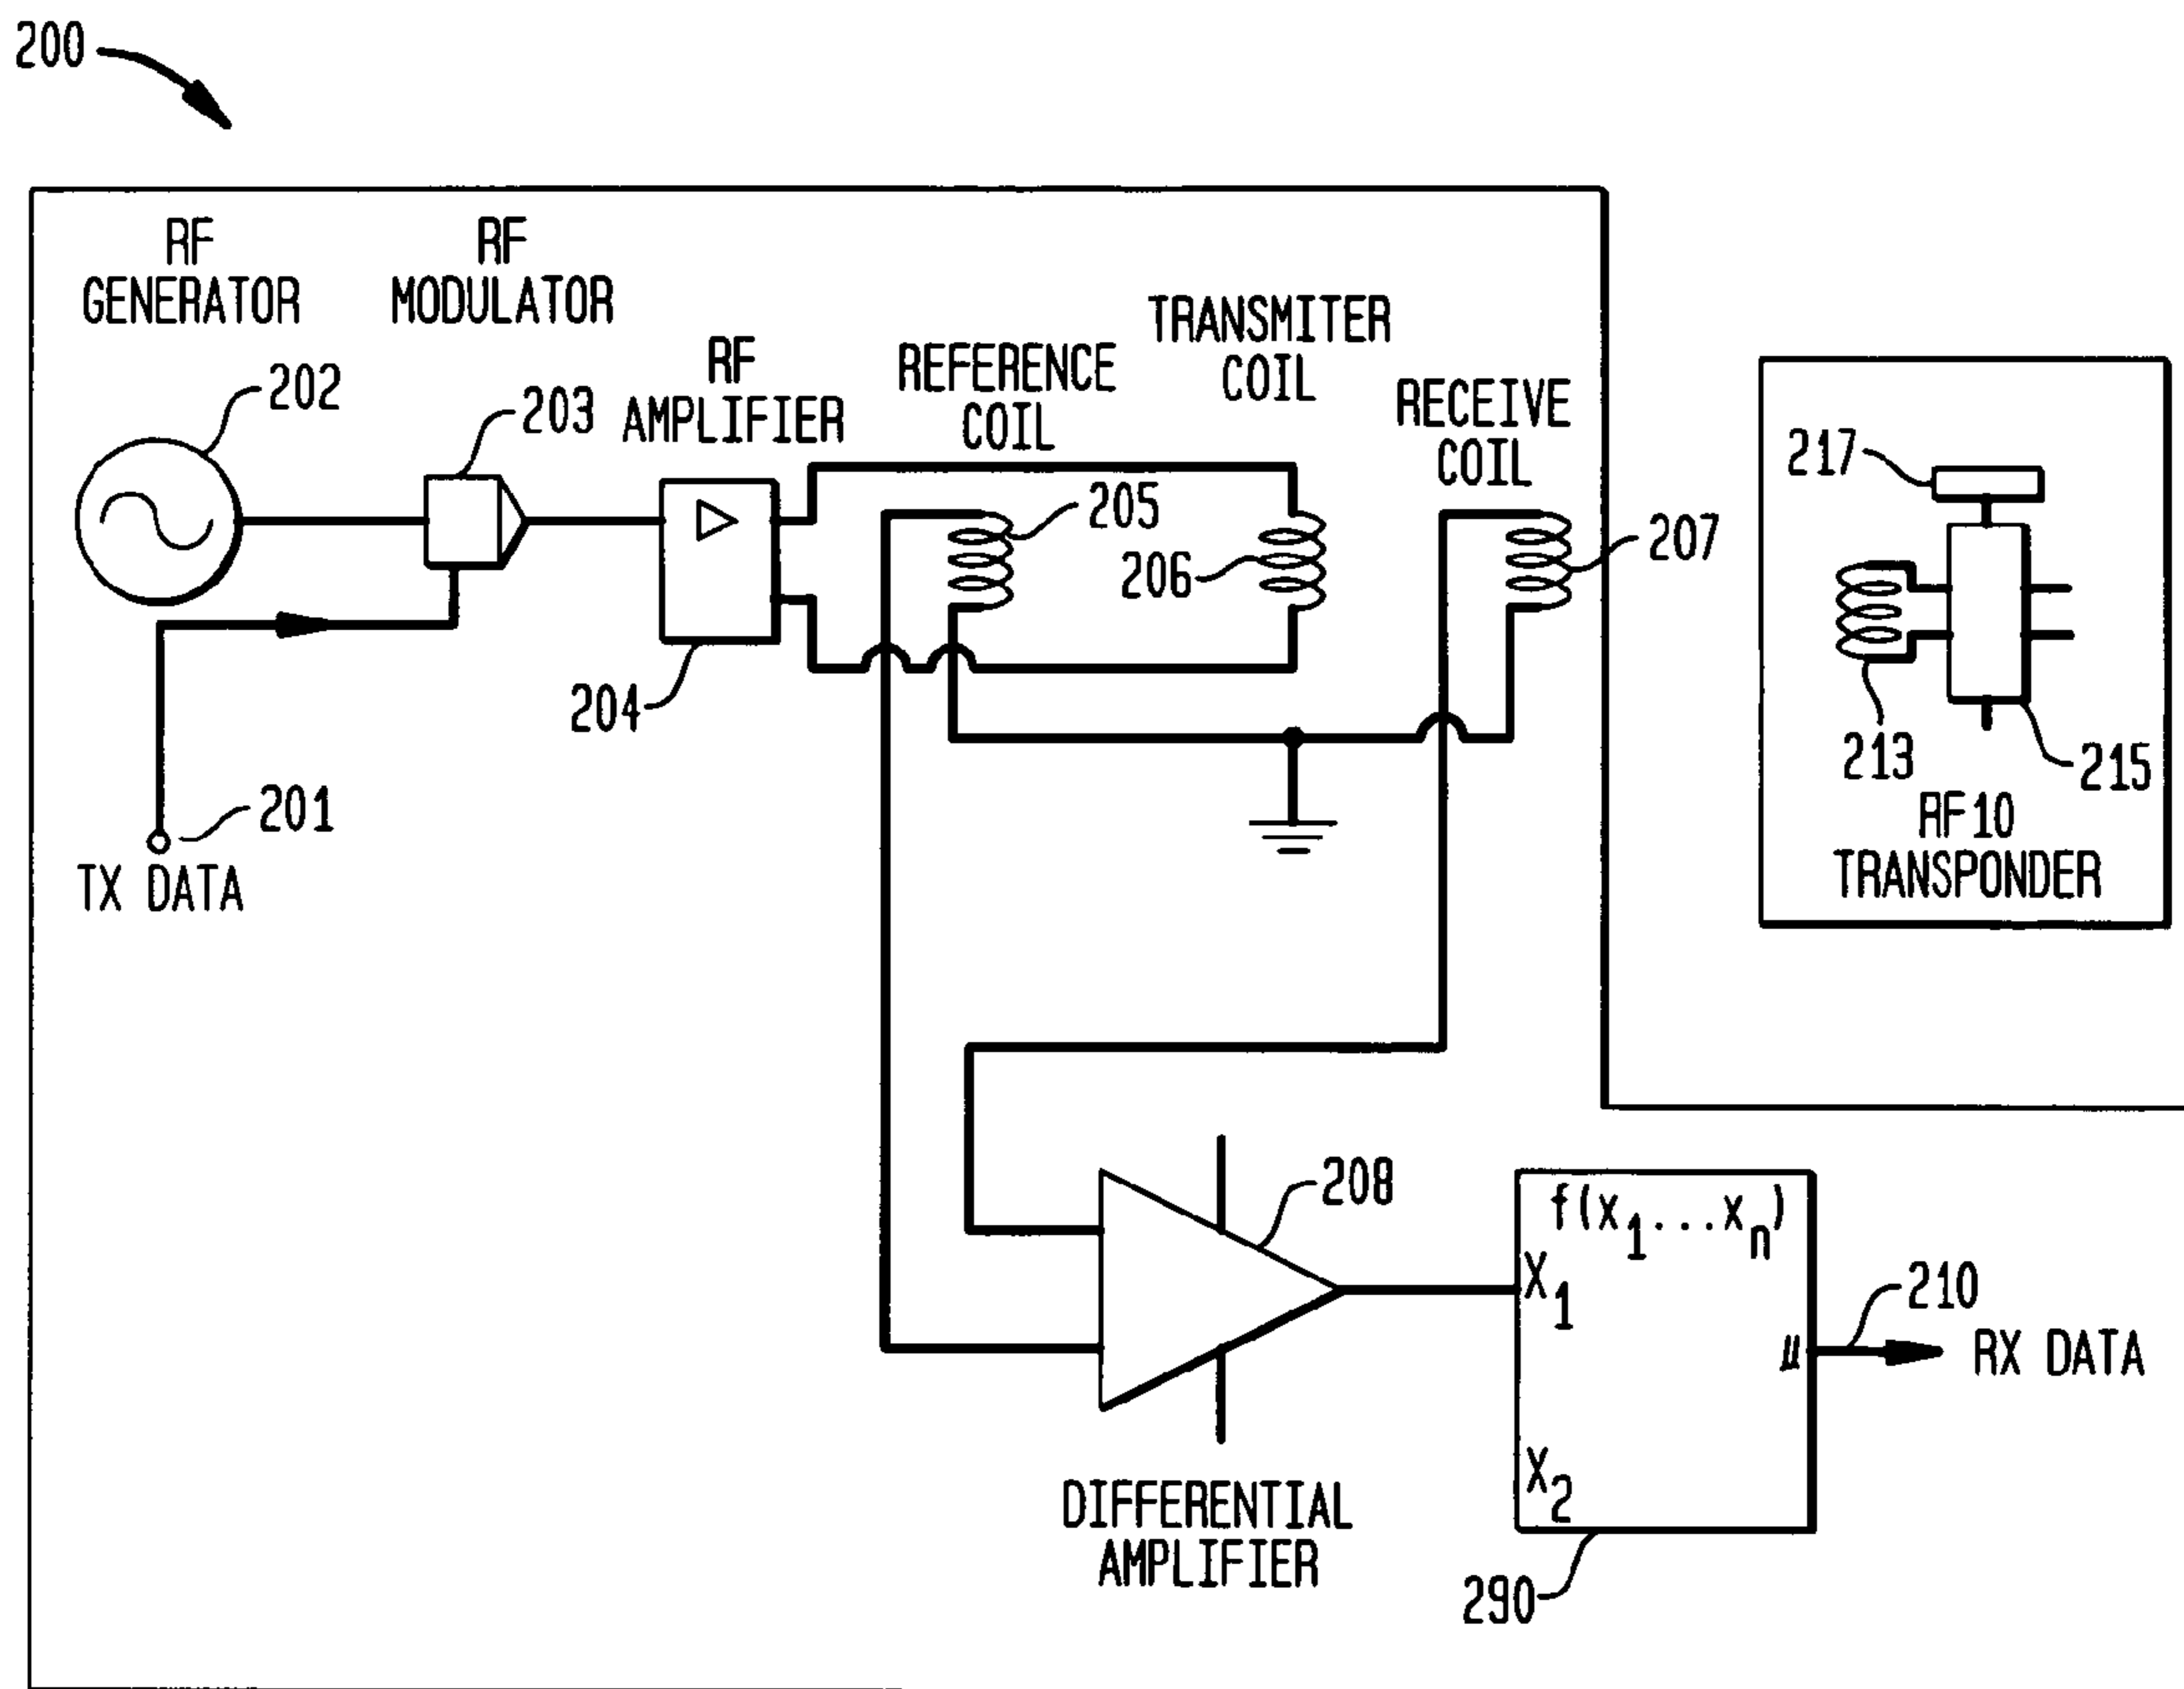 200
RF
GENERATOR
RF
MODULATOR
RF
AMPLIFIER
REFERENCE
COIL
TRANSMITER
COIL
RECEIVE
COIL
202
203
205
206
207
217
204
213
215
RF10
TRANSPONDER
201
TX DATA
208
f(x1...xn)
X1
210
μ
RX DATA
X2
DIFFERENTIAL
AMPLIFIER
290